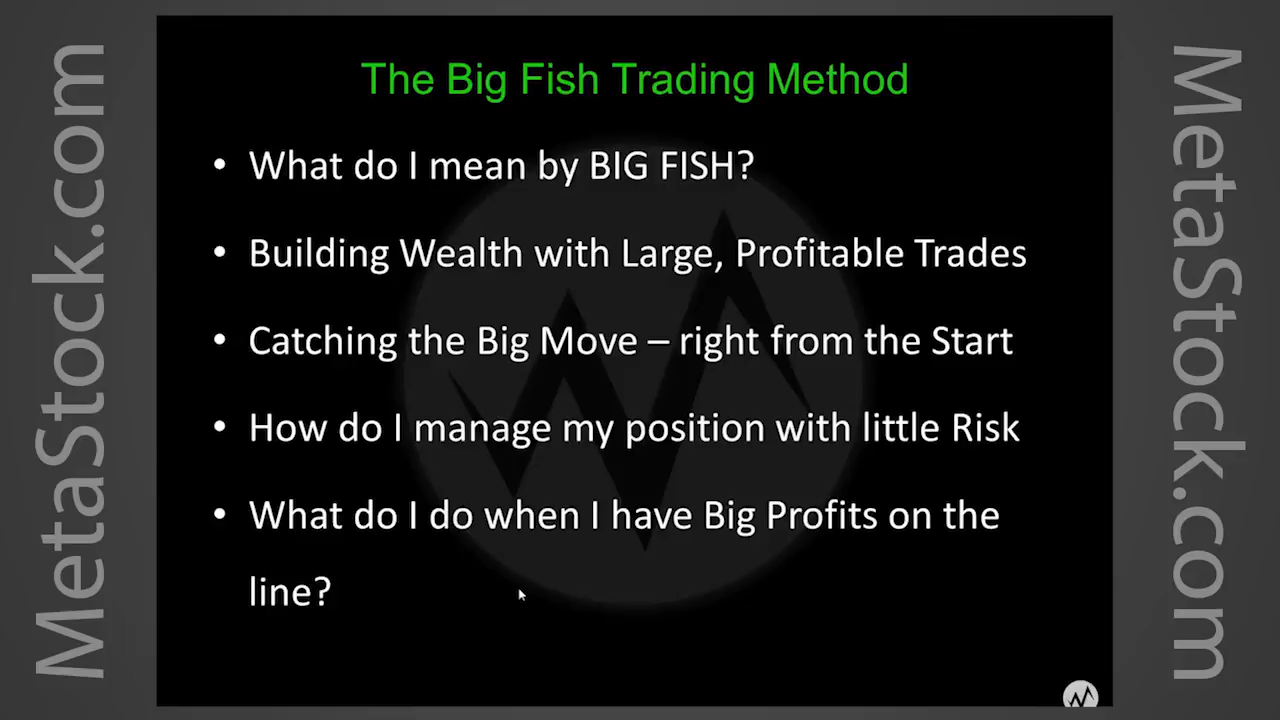 MetaStock.com
The Big Fish Trading Method
• What do I mean by BIG FISH?
• Building Wealth with Large, Profitable Trades
• Catching the Big Move – right from the Start
• How do I manage my position with little Risk
• What do I do when I have Big Profits on the
line?
MetaStock.com